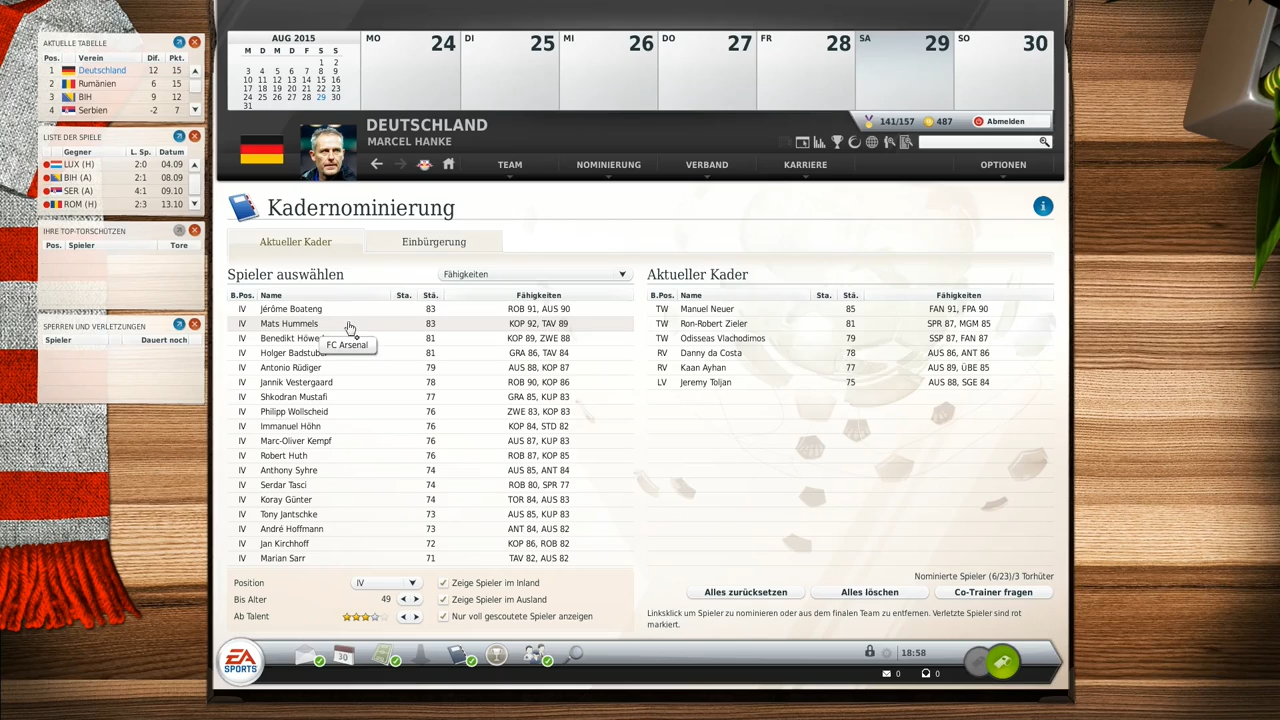 AKTUELLE TABELLE
Pos. Verein Dif. Pkt.
1 Deutschland 12 15
2 Rumänien 6 15
3 BIH 9 12
4 Serbien -2 7
LISTE DER SPIELE
Gegner L. Sp. Datum
LUX (H) 2:0 04.09
BIH (A) 2:1 08.09
SER (A) 4:1 09.10
ROM (H) 2:3 13.10
IHRE TOP-TORSCHÜTZEN
Pos. Spieler Tore
SPERREN UND VERLETZUNGEN
Spieler Dauert noch
AUG 2015
M D M D F S S
1 2
3 4 5 6 7 8 9
10 11 12 13 14 15 16
17 18 19 20 21 22 23
24 25 26 27 28 29 30
31
MO 24 DI 25 MI 26 DO 27 FR 28 SA 29 SO 30
DEUTSCHLAND
MARCEL HANKE
141/157 487 Abmelden
TEAM NOMINIERUNG VERBAND KARRIERE OPTIONEN
Kadernominierung
Aktueller Kader Einbürgerung
Spieler auswählen Fähigkeiten
B.Pos. Name Sta. Stä. Fähigkeiten
IV Jérôme Boateng 83 ROB 91, AUS 90
IV Mats Hummels 83 KOP 92, TAV 89
IV Benedikt Höwe 81 KOP 89, ZWE 88
FC Arsenal
IV Holger Badstube 81 GRA 86, TAV 84
IV Antonio Rüdiger 79 AUS 88, KOP 87
IV Jannik Vestergaard 78 ROB 90, KOP 86
IV Shkodran Mustafi 77 GRA 85, KUP 83
IV Philipp Wollscheid 76 ZWE 83, KOP 83
IV Immanuel Höhn 76 KOP 84, STD 82
IV Marc-Oliver Kempf 76 AUS 87, KUP 83
IV Robert Huth 76 ROB 87, KOP 85
IV Anthony Syhre 74 AUS 85, ANT 84
IV Serdar Tasci 74 ROB 80, SPR 77
IV Koray Günter 74 TOR 84, AUS 83
IV Tony Jantschke 73 AUS 85, KUP 83
IV André Hoffmann 73 ANT 84, AUS 82
IV Jan Kirchhoff 72 KOP 86, ROB 82
IV Marian Sarr 71 TAV 82, AUS 82
Position IV
Bis Alter 49
Ab Talent
Zeige Spieler im Inland
Zeige Spieler im Ausland
Nur voll gescoutete Spieler anzeigen
Aktueller Kader
B.Pos. Name Sta. Stä. Fähigkeiten
TW Manuel Neuer 85 FAN 91, FPA 90
TW Ron-Robert Zieler 81 SPR 87, MGM 85
TW Odisseas Vlachodimos 79 SSP 87, FAN 87
RV Danny da Costa 78 AUS 86, ANT 86
RV Kaan Ayhan 77 AUS 89, ÜBE 85
LV Jeremy Toljan 75 AUS 88, SGE 84
Nominierte Spieler (6/23)/3 Torhüter
Alles zurücksetzen Alles löschen Co-Trainer fragen
Linksklick um Spieler zu nominieren oder aus dem finalen Team zu entfernen. Verletzte Spieler sind rot
markiert.
EA
SPORTS
30
18:58
0 0